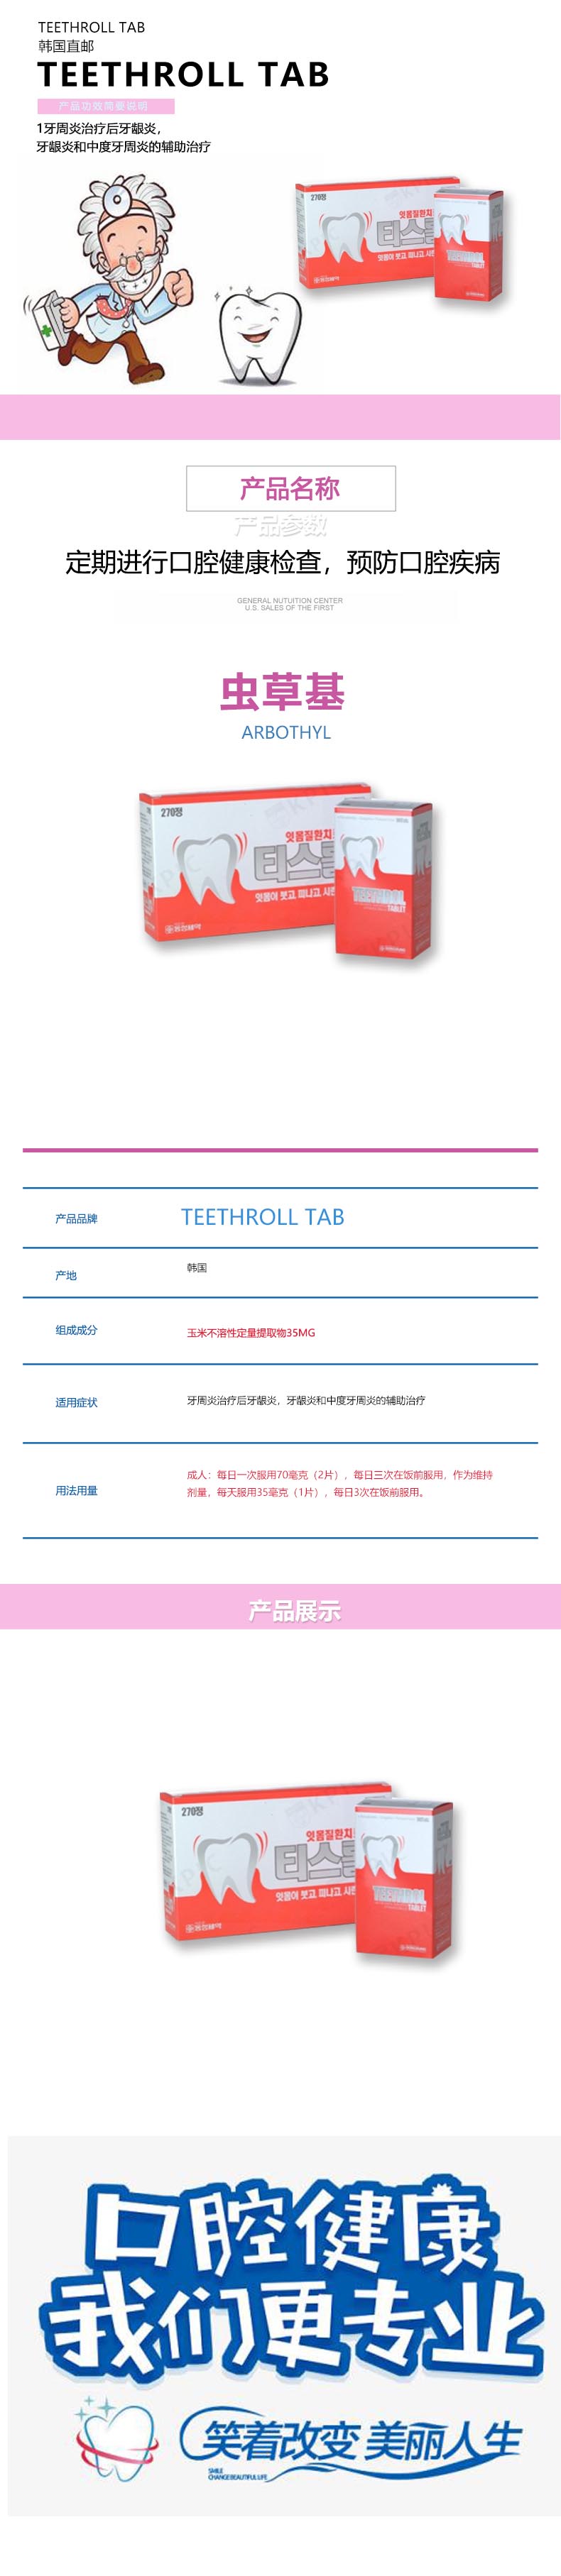 TEETHROLL TAB
韩国直邮
TEETHROLL TAB
产品功效简要说明
1牙周炎治疗后牙龈炎，
牙龈炎和中度牙周炎的辅助治疗
270정
잇몸질환치
티스
잇몸이 붓고, 피나고, 시린
동인제약
TEETHROL
TABLET
产品名称
产品参数
定期进行口腔健康检查，预防口腔疾病
GENERAL NUTUITION CENTER
U.S. SALES OF THE FIRST
虫草基
ARBOTHYL
270정
잇몸질환치
티스
잇몸이 붓고, 피나고, 시린
동인제약
TEETHROL
TABLET
产品品牌
TEETHROLL TAB
产地
韩国
组成成分
玉米不溶性定量提取物35MG
适用症状
牙周炎治疗后牙龈炎，牙龈炎和中度牙周炎的辅助治疗
用法用量
成人：每日一次服用70毫克（2片），每日三次在饭前服用，作为维持
剂量，每天服用35毫克（1片），每日3次在饭前服用。
产品展示
270정
잇몸질환치
티스
잇몸이 붓고, 피나고, 시린
동인제약
TEETHROL
TABLET
口腔健康
我们更专业
笑着改变 美丽人生
SMILE
CHANGE BEAUTIFUL LIFE